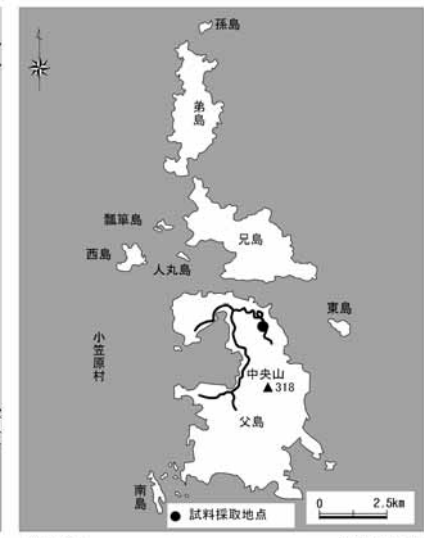 孫島
弟島
瓢箪島
兄島
西島
人丸島
東島
小笠原村
中央山
▲318
父島
南島
● 試料採取地点
0 2.5km